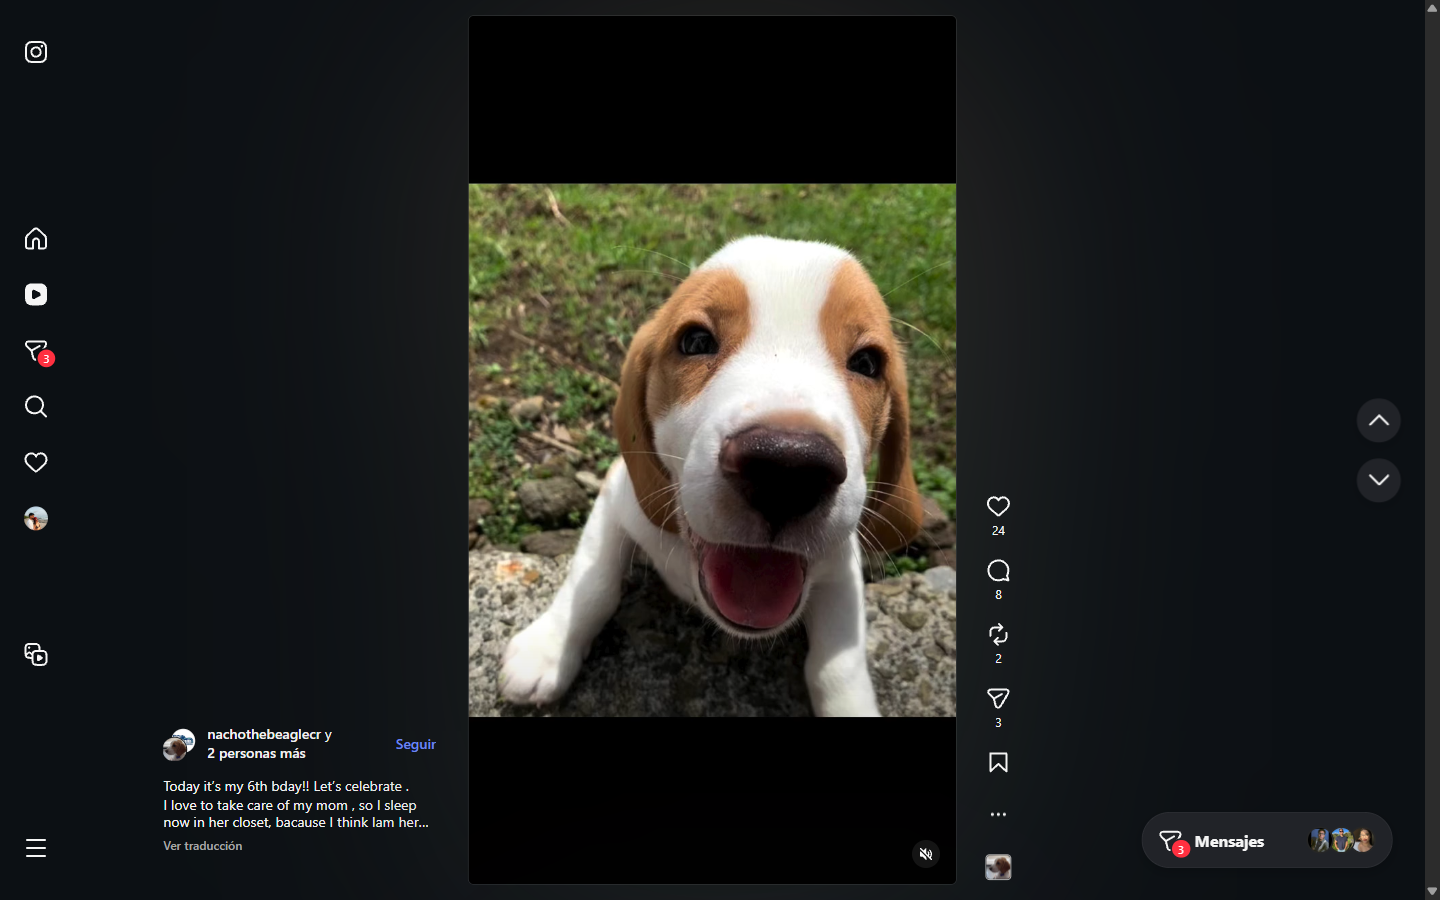 3
24
8
2
3
nachothebeaglecr y
2 personas más
Seguir
Today it’s my 6th bday!! Let’s celebrate .
I love to take care of my mom , so I sleep
now in her closet, bacause I think Iam her...
Ver traducción
3
Mensajes